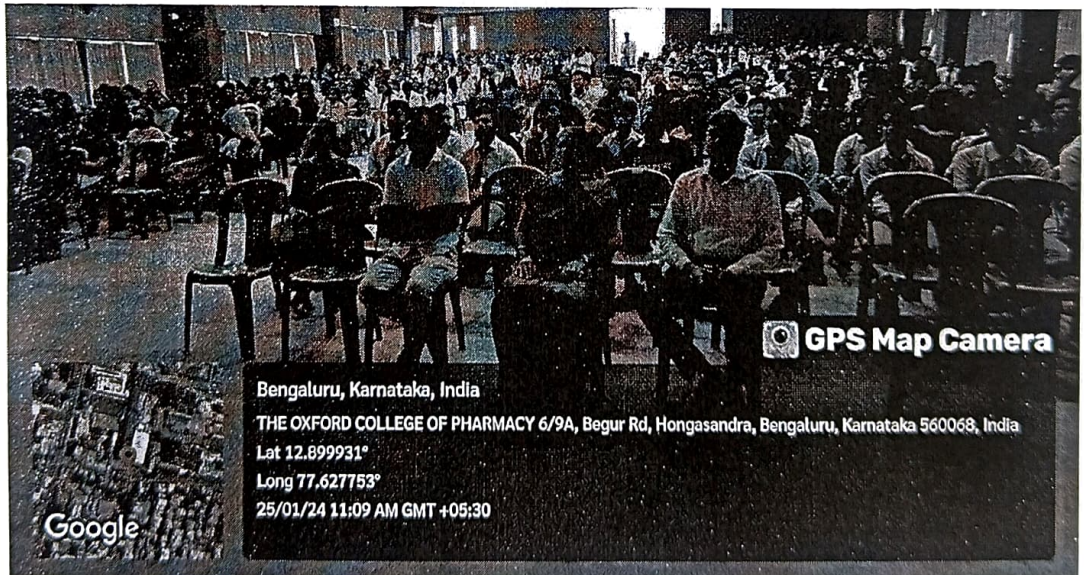 GPS Map Camera
Bengaluru, Karnataka, India
THE OXFORD COLLEGE OF PHARMACY 6/9A, Begur Rd, Hongasandra, Bengaluru, Karnataka 560068, India
Lat 12.899931°
Long 77.627753°
25/01/24 11:09 AM GMT +05:30
Google